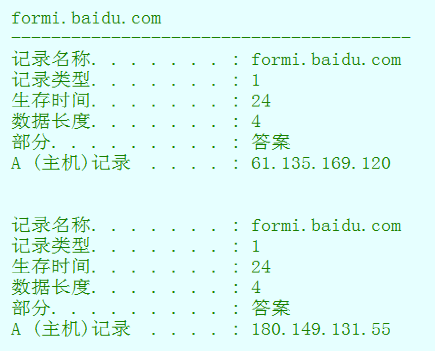 formi.baidu.com
----------------------------------------
记录名称. . . . . . . : formi.baidu.com
记录类型. . . . . . . : 1
生存时间. . . . . . . : 24
数据长度. . . . . . . : 4
部分. . . . . . . . . : 答案
A (主机)记录 . . . . : 61.135.169.120
记录名称. . . . . . . : formi.baidu.com
记录类型. . . . . . . : 1
生存时间. . . . . . . : 24
数据长度. . . . . . . : 4
部分. . . . . . . . . : 答案
A (主机)记录 . . . . : 180.149.131.55